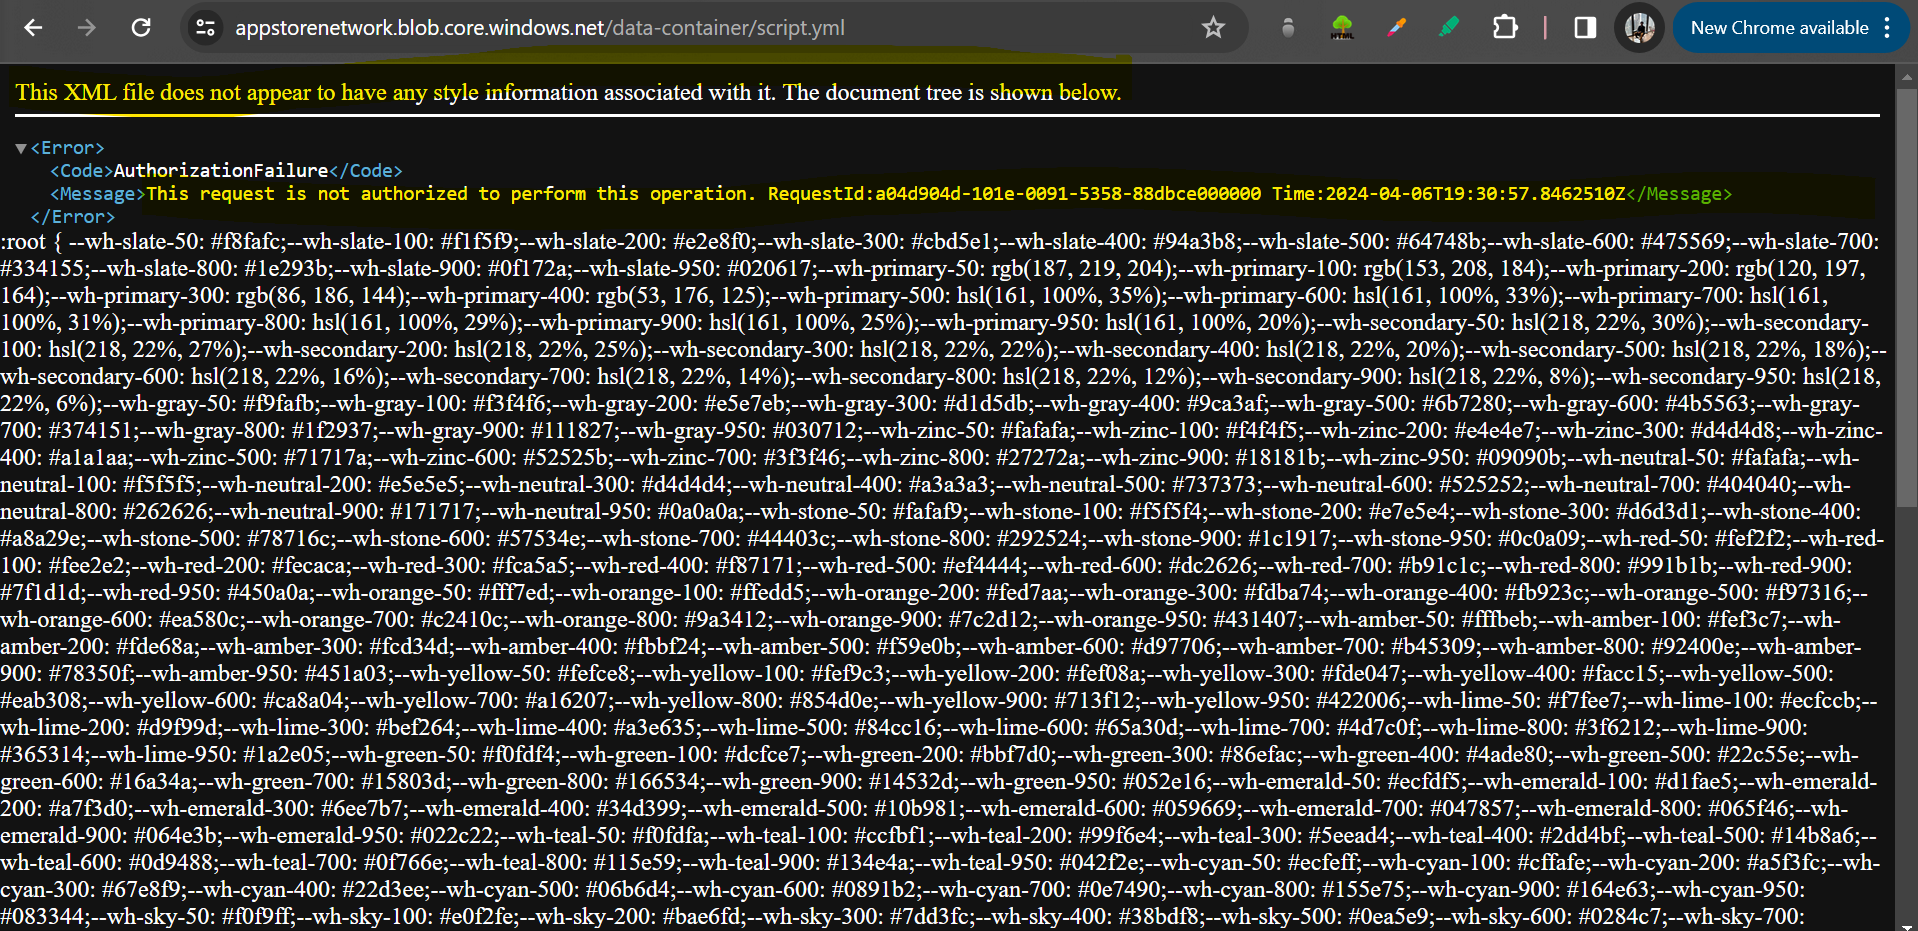 appstorenetwork.blob.core.windows.net/data-container/script.yml
New Chrome available
HTML
This XML file does not appear to have any style information associated with it. The document tree is shown below.
▼<Error>
<Code>AuthorizationFailure</Code>
<Message>This request is not authorized to perform this operation. RequestId:a04d904d-101e-0091-5358-88dbce000000 Time:2024-04-06T19:30:57.8462510Z</Message>
</Error>
:root { --wh-slate-50: #f8fafc;--wh-slate-100: #f1f5f9;--wh-slate-200: #e2e8f0;--wh-slate-300: #cbd5e1;--wh-slate-400: #94a3b8;--wh-slate-500: #64748b;--wh-slate-600: #475569;--wh-slate-700:
#334155;--wh-slate-800: #1e293b;--wh-slate-900: #0f172a;--wh-slate-950: #020617;--wh-primary-50: rgb(187, 219, 204);--wh-primary-100: rgb(153, 208, 184);--wh-primary-200: rgb(120, 197,
164);--wh-primary-300: rgb(86, 186, 144);--wh-primary-400: rgb(53, 176, 125);--wh-primary-500: hsl(161, 100%, 35%);--wh-primary-600: hsl(161, 100%, 33%);--wh-primary-700: hsl(161,
100%, 31%);--wh-primary-800: hsl(161, 100%, 29%);--wh-primary-900: hsl(161, 100%, 25%);--wh-primary-950: hsl(161, 100%, 20%);--wh-secondary-50: hsl(218, 22%, 30%);--wh-secondary-
100: hsl(218, 22%, 27%);--wh-secondary-200: hsl(218, 22%, 25%);--wh-secondary-300: hsl(218, 22%, 22%);--wh-secondary-400: hsl(218, 22%, 20%);--wh-secondary-500: hsl(218, 22%, 18%);--
wh-secondary-600: hsl(218, 22%, 16%);--wh-secondary-700: hsl(218, 22%, 14%);--wh-secondary-800: hsl(218, 22%, 12%);--wh-secondary-900: hsl(218, 22%, 8%);--wh-secondary-950: hsl(218,
22%, 6%);--wh-gray-50: #f9fafb;--wh-gray-100: #f3f4f6;--wh-gray-200: #e5e7eb;--wh-gray-300: #d1d5db;--wh-gray-400: #9ca3af;--wh-gray-500: #6b7280;--wh-gray-600: #4b5563;--wh-gray-
700: #374151;--wh-gray-800: #1f2937;--wh-gray-900: #111827;--wh-gray-950: #030712;--wh-zinc-50: #fafafa;--wh-zinc-100: #f4f4f5;--wh-zinc-200: #e4e4e7;--wh-zinc-300: #d4d4d8;--wh-zinc-
400: #a1a1aa;--wh-zinc-500: #71717a;--wh-zinc-600: #52525b;--wh-zinc-700: #3f3f46;--wh-zinc-800: #27272a;--wh-zinc-900: #18181b;--wh-zinc-950: #09090b;--wh-neutral-50: #fafafa;--wh-
neutral-100: #f5f5f5;--wh-neutral-200: #e5e5e5;--wh-neutral-300: #d4d4d4;--wh-neutral-400: #a3a3a3;--wh-neutral-500: #737373;--wh-neutral-600: #525252;--wh-neutral-700: #404040;--wh-
neutral-800: #262626;--wh-neutral-900: #171717;--wh-neutral-950: #0a0a0a;--wh-stone-50: #fafaf9;--wh-stone-100: #f5f5f4;--wh-stone-200: #e7e5e4;--wh-stone-300: #d6d3d1;--wh-stone-400:
#a8a29e;--wh-stone-500: #78716c;--wh-stone-600: #57534e;--wh-stone-700: #44403c;--wh-stone-800: #292524;--wh-stone-900: #1c1917;--wh-stone-950: #0c0a09;--wh-red-50: #fef2f2;--wh-red-
100: #fee2e2;--wh-red-200: #fecaca;--wh-red-300: #fca5a5;--wh-red-400: #f87171;--wh-red-500: #ef4444;--wh-red-600: #dc2626;--wh-red-700: #b91c1c;--wh-red-800: #991b1b;--wh-red-900:
#7f1d1d;--wh-red-950: #450a0a;--wh-orange-50: #fff7ed;--wh-orange-100: #ffedd5;--wh-orange-200: #fed7aa;--wh-orange-300: #fdba74;--wh-orange-400: #fb923c;--wh-orange-500: #f97316;--
wh-orange-600: #ea580c;--wh-orange-700: #c2410c;--wh-orange-800: #9a3412;--wh-orange-900: #7c2d12;--wh-orange-950: #431407;--wh-amber-50: #fffbeb;--wh-amber-100: #fef3c7;--wh-
amber-200: #fde68a;--wh-amber-300: #fcd34d;--wh-amber-400: #fbbf24;--wh-amber-500: #f59e0b;--wh-amber-600: #d97706;--wh-amber-700: #b45309;--wh-amber-800: #92400e;--wh-amber-
900: #78350f;--wh-amber-950: #451a03;--wh-yellow-50: #fefce8;--wh-yellow-100: #fef9c3;--wh-yellow-200: #fef08a;--wh-yellow-300: #fde047;--wh-yellow-400: #facc15;--wh-yellow-500:
#eab308;--wh-yellow-600: #ca8a04;--wh-yellow-700: #a16207;--wh-yellow-800: #854d0e;--wh-yellow-900: #713f12;--wh-yellow-950: #422006;--wh-lime-50: #f7fee7;--wh-lime-100: #ecfccb;--
wh-lime-200: #d9f99d;--wh-lime-300: #bef264;--wh-lime-400: #a3e635;--wh-lime-500: #84cc16;--wh-lime-600: #65a30d;--wh-lime-700: #4d7c0f;--wh-lime-800: #3f6212;--wh-lime-900:
#365314;--wh-lime-950: #1a2e05;--wh-green-50: #f0fdf4;--wh-green-100: #dcfce7;--wh-green-200: #bbf7d0;--wh-green-300: #86efac;--wh-green-400: #4ade80;--wh-green-500: #22c55e;--wh-
green-600: #16a34a;--wh-green-700: #15803d;--wh-green-800: #166534;--wh-green-900: #14532d;--wh-green-950: #052e16;--wh-emerald-50: #ecfdf5;--wh-emerald-100: #d1fae5;--wh-emerald-
200: #a7f3d0;--wh-emerald-300: #6ee7b7;--wh-emerald-400: #34d399;--wh-emerald-500: #10b981;--wh-emerald-600: #059669;--wh-emerald-700: #047857;--wh-emerald-800: #065f46;--wh-
emerald-900: #064e3b;--wh-emerald-950: #022c22;--wh-teal-50: #f0fdfa;--wh-teal-100: #ccfbf1;--wh-teal-200: #99f6e4;--wh-teal-300: #5eead4;--wh-teal-400: #2dd4bf;--wh-teal-500: #14b8a6;--
wh-teal-600: #0d9488;--wh-teal-700: #0f766e;--wh-teal-800: #115e59;--wh-teal-900: #134e4a;--wh-teal-950: #042f2e;--wh-cyan-50: #ecfeff;--wh-cyan-100: #cffafe;--wh-cyan-200: #a5f3fc;--wh-
cyan-300: #67e8f9;--wh-cyan-400: #22d3ee;--wh-cyan-500: #06b6d4;--wh-cyan-600: #0891b2;--wh-cyan-700: #0e7490;--wh-cyan-800: #155e75;--wh-cyan-900: #164e63;--wh-cyan-950:
#083344;--wh-sky-50: #f0f9ff;--wh-sky-100: #e0f2fe;--wh-sky-200: #bae6fd;--wh-sky-300: #7dd3fc;--wh-sky-400: #38bdf8;--wh-sky-500: #0ea5e9;--wh-sky-600: #0284c7;--wh-sky-700: